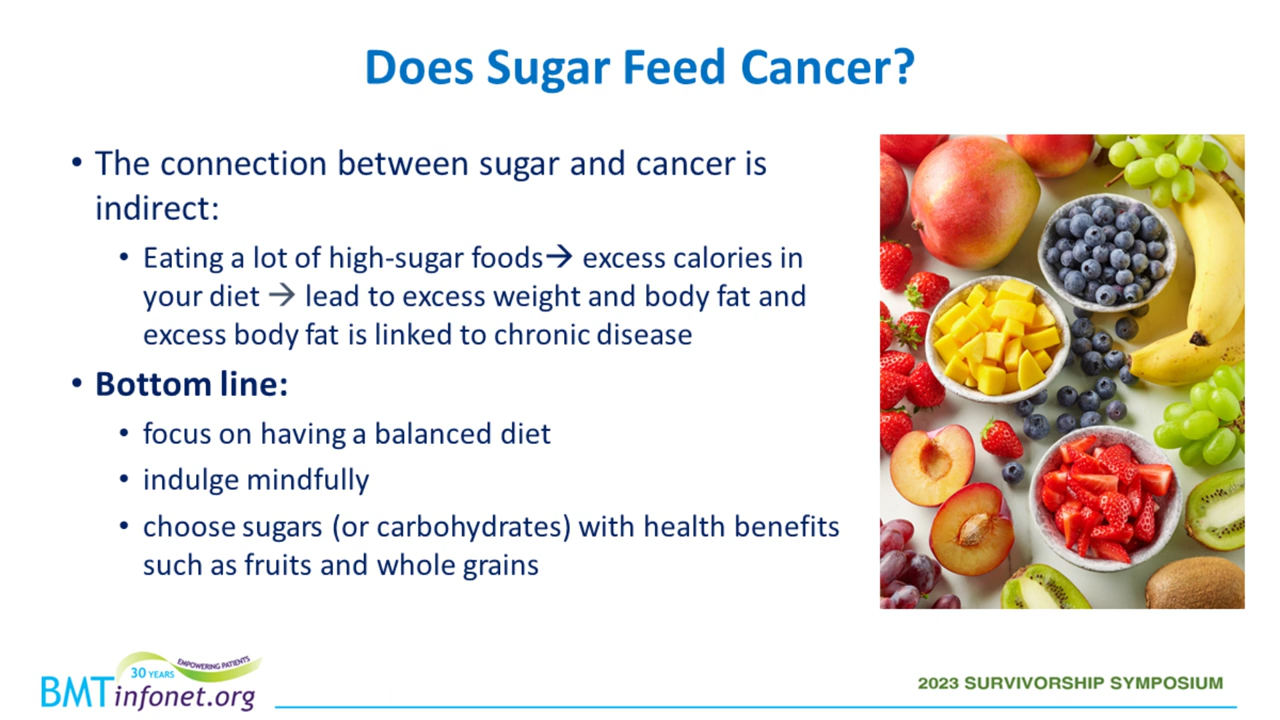 Does Sugar Feed Cancer?
• The connection between sugar and cancer is
indirect:
• Eating a lot of high-sugar foods→ excess calories in
your diet → lead to excess weight and body fat and
excess body fat is linked to chronic disease
• Bottom line:
• focus on having a balanced diet
• indulge mindfully
• choose sugars (or carbohydrates) with health benefits
such as fruits and whole grains
30 YEARS EMPOWERING PATIENTS
BMTinfonet.org
2023 SURVIVORSHIP SYMPOSIUM